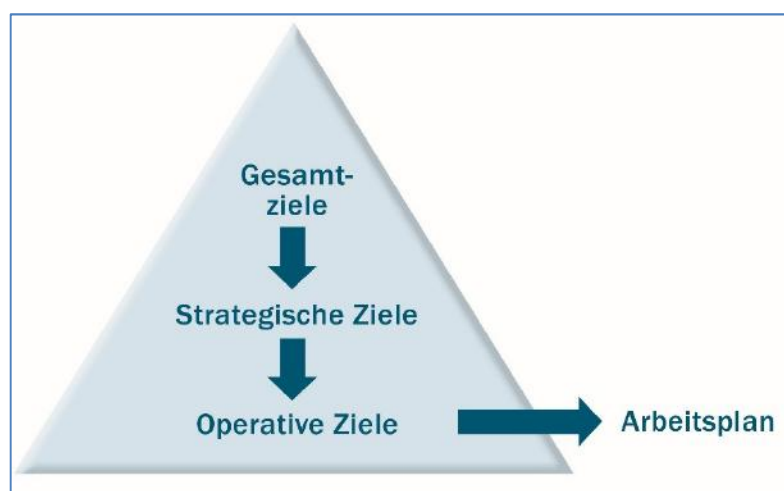 Gesamt-
ziele
Strategische Ziele
Operative Ziele
Arbeitsplan